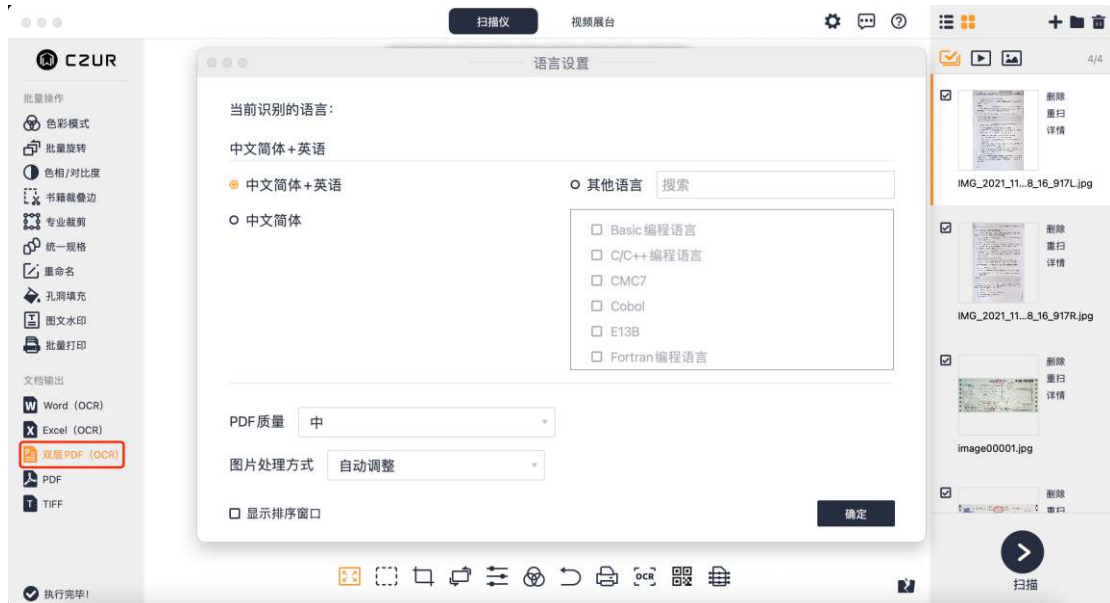 扫描仪
视频展台
CZUR
批量操作
色彩模式
批量旋转
色相/对比度
书籍裁叠边
专业裁剪
统一规格
重命名
孔洞填充
图文水印
批量打印
文档输出
Word（OCR）
Excel（OCR）
双层PDF（OCR）
PDF
TIFF
执行完毕！
语言设置
当前识别的语言：
中文简体+英语
中文简体+英语
其他语言
搜索
中文简体
Basic编程语言
C/C++编程语言
CMC7
Cobol
E13B
Fortran编程语言
PDF质量
中
图片处理方式
自动调整
显示排序窗口
确定
OCR
4/4
删除
重扫
详情
IMG_2021_11...8_16_917L.jpg
删除
重扫
详情
IMG_2021_11...8_16_917R.jpg
删除
重扫
详情
image00001.jpg
删除
重扫
扫描